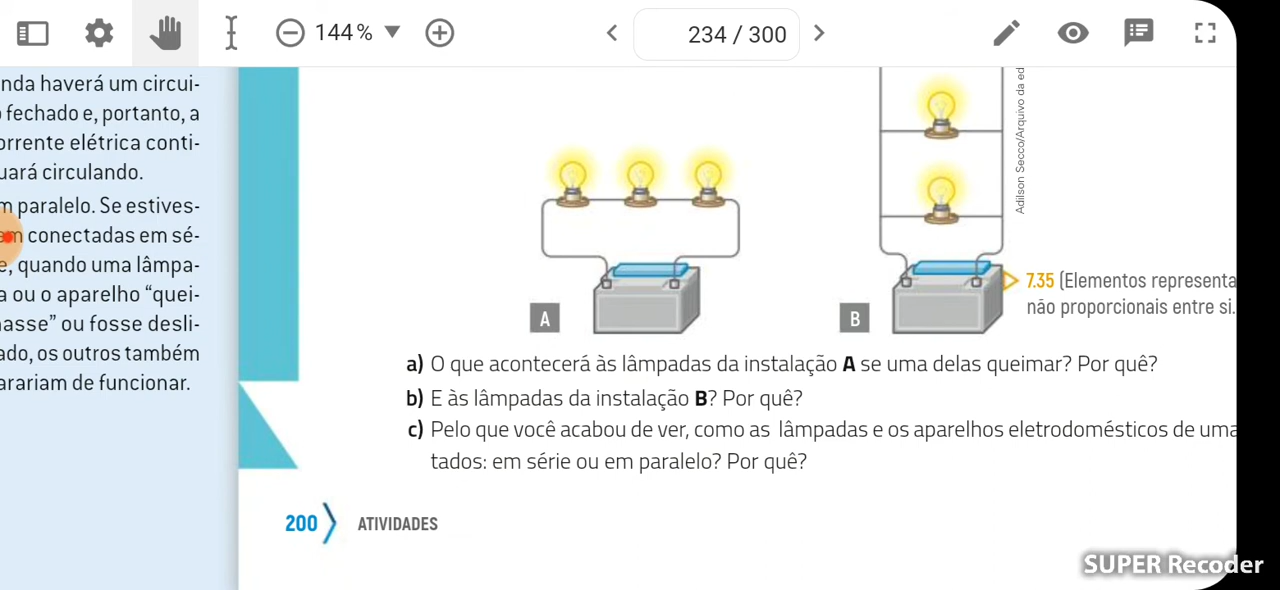 144%
234 / 300
nda haverá um circui-
fechado e, portanto, a
orrente elétrica conti-
uará circulando.
m paralelo. Se estives-
em conectadas em sé-
e, quando uma lâmpa-
a ou o aparelho “quei-
asse” ou fosse desli-
ado, os outros também
arariam de funcionar.
Adilson Secco/Arquivo da ed
A
B
7.35 (Elementos representa
não proporcionais entre si.
a) O que acontecerá às lâmpadas da instalação A se uma delas queimar? Por quê?
b) E às lâmpadas da instalação B? Por quê?
c) Pelo que você acabou de ver, como as lâmpadas e os aparelhos eletrodomésticos de uma
tados: em série ou em paralelo? Por quê?
200
ATIVIDADES
SUPER Recoder